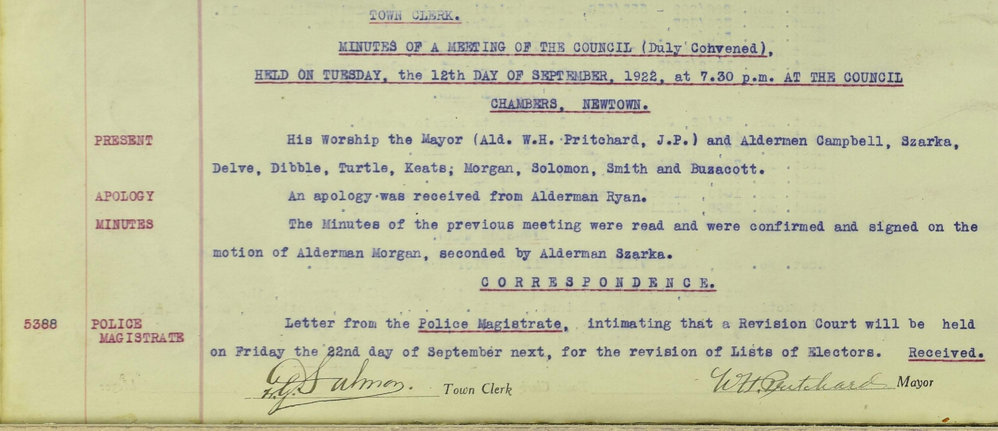 TOWN CLERK.
MINUTES OF A MEETING OF THE COUNCIL (Duly Convened),
HELD ON TUESDAY, the 12th DAY OF SEPTEMBER, 1922, at 7.30 p.m. AT THE COUNCIL
CHAMBERS, NEWTOWN.
PRESENT His Worship the Mayor (Ald. W.H. Pritchard, J.P.) and Aldermen Campbell, Szarka,
Delve, Dibble, Turtle, Keats; Morgan, Solomon, Smith and Buzacott.
APOLOGY An apology was received from Alderman Ryan.
MINUTES The Minutes of the previous meeting were read and were confirmed and signed on the
motion of Alderman Morgan, seconded by Alderman Szarka.
CORRESPONDENCE.
5388 POLICE Letter from the Police Magistrate, intimating that a Revision Court will be held
MAGISTRATE on Friday the 22nd day of September next, for the revision of Lists of Electors. Received.
Salmon. Town Clerk WH. Pritchard Mayor